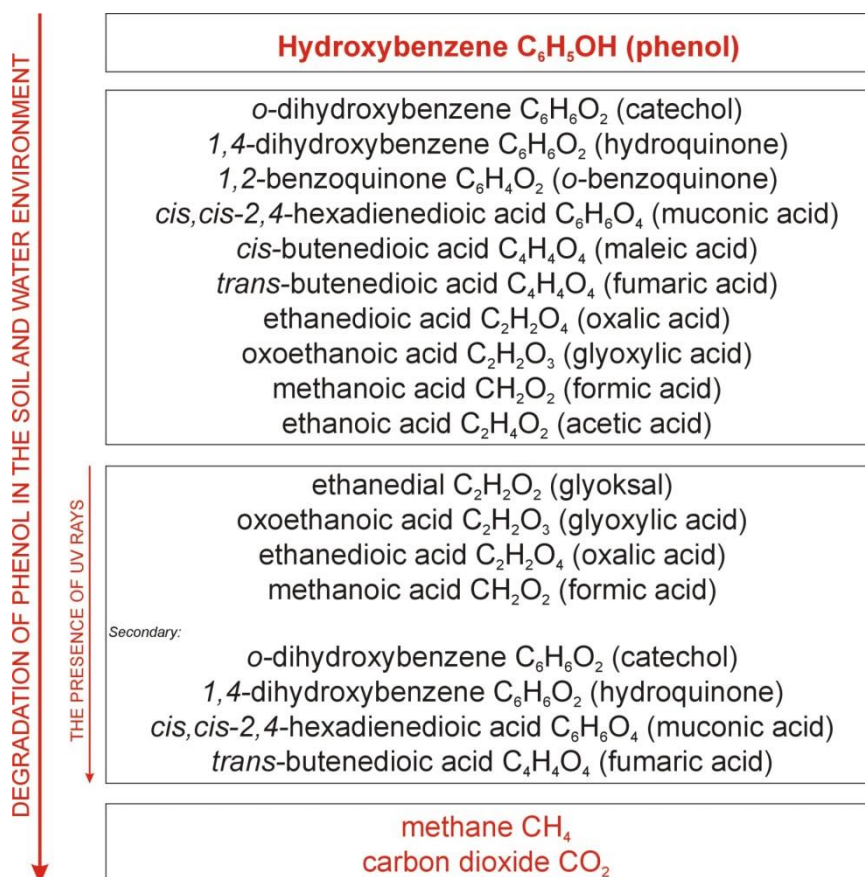 DEGRADATION OF PHENOL IN THE SOIL AND WATER ENVIRONMENT
Hydroxybenzene C₆H₅OH (phenol)
o-dihydroxybenzene C₆H₆O₂ (catechol)
1,4-dihydroxybenzene C₆H₆O₂ (hydroquinone)
1,2-benzoquinone C₆H₄O₂ (o-benzoquinone)
cis,cis-2,4-hexadienedioic acid C₆H₆O₄ (muconic acid)
cis-butenedioic acid C₄H₄O₄ (maleic acid)
trans-butenedioic acid C₄H₄O₄ (fumaric acid)
ethanedioic acid C₂H₂O₄ (oxalic acid)
oxoethanoic acid C₂H₂O₃ (glyoxylic acid)
methanoic acid CH₂O₂ (formic acid)
ethanoic acid C₂H₄O₂ (acetic acid)
THE PRESENCE OF UV RAYS
ethanedial C₂H₂O₂ (glyoksal)
oxoethanoic acid C₂H₂O₃ (glyoxylic acid)
ethanedioic acid C₂H₂O₄ (oxalic acid)
methanoic acid CH₂O₂ (formic acid)
Secondary:
o-dihydroxybenzene C₆H₆O₂ (catechol)
1,4-dihydroxybenzene C₆H₆O₂ (hydroquinone)
cis,cis-2,4-hexadienedioic acid C₆H₆O₄ (muconic acid)
trans-butenedioic acid C₄H₄O₄ (fumaric acid)
methane CH₄
carbon dioxide CO₂